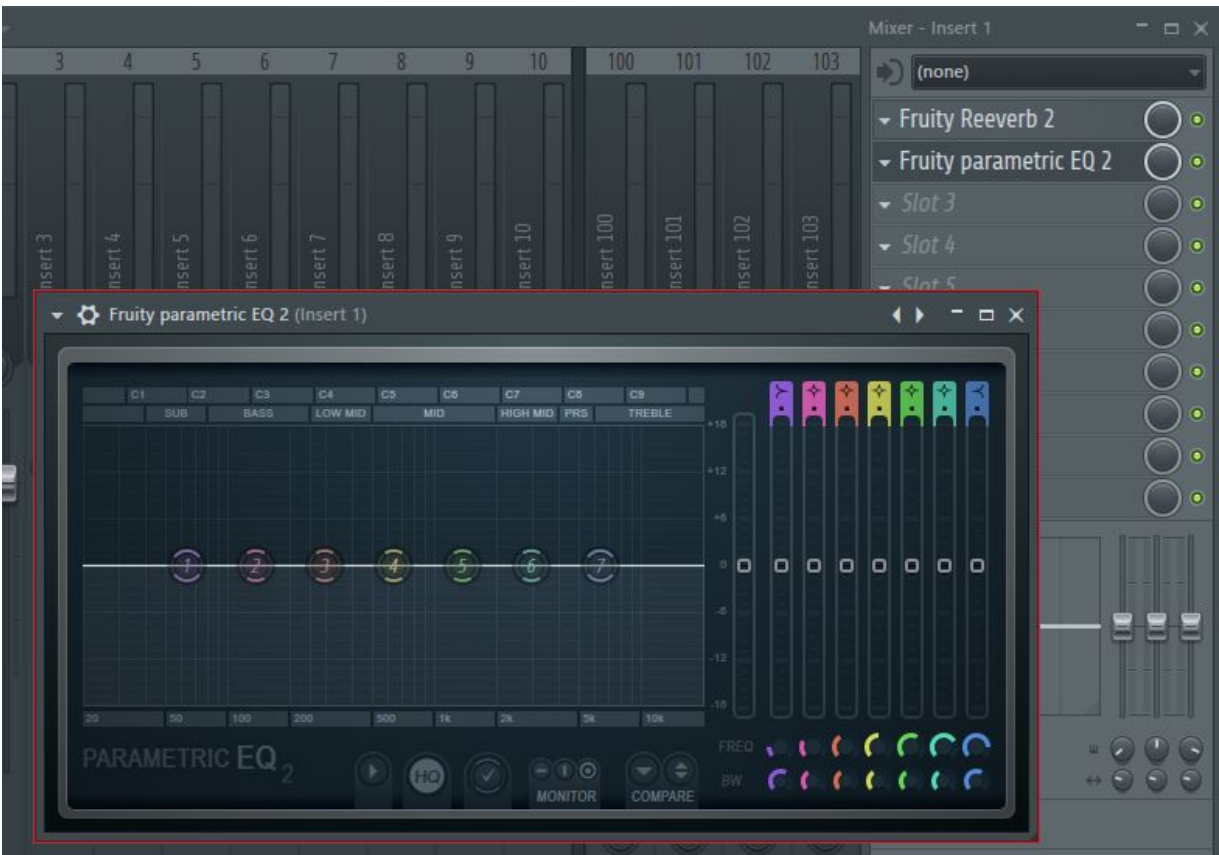 Mixer - Insert 1
3 4 5 6 7 8 9 10 100 101 102 103
(none)
Fruity Reeverb 2
Fruity parametric EQ 2
Slot 3
Slot 4
Slot 5
nsert 3
Insert 4
Insert 5
Insert 6
Insert 7
Insert 8
Insert 9
Insert 10
Insert 100
Insert 101
Insert 102
Insert 103
Fruity parametric EQ 2 (Insert 1)
C1 C2 C3 C4 C5 C6 C7 C8 C9
SUB BASS LOW MID MID HIGH MID PRS TREBLE
+18
+12
+6
0
-6
-12
-18
1 2 3 4 5 6 7
20 50 100 200 500 1k 2k 5k 10k
FREQ
PARAMETRIC EQ 2
HQ
BW
MONITOR COMPARE